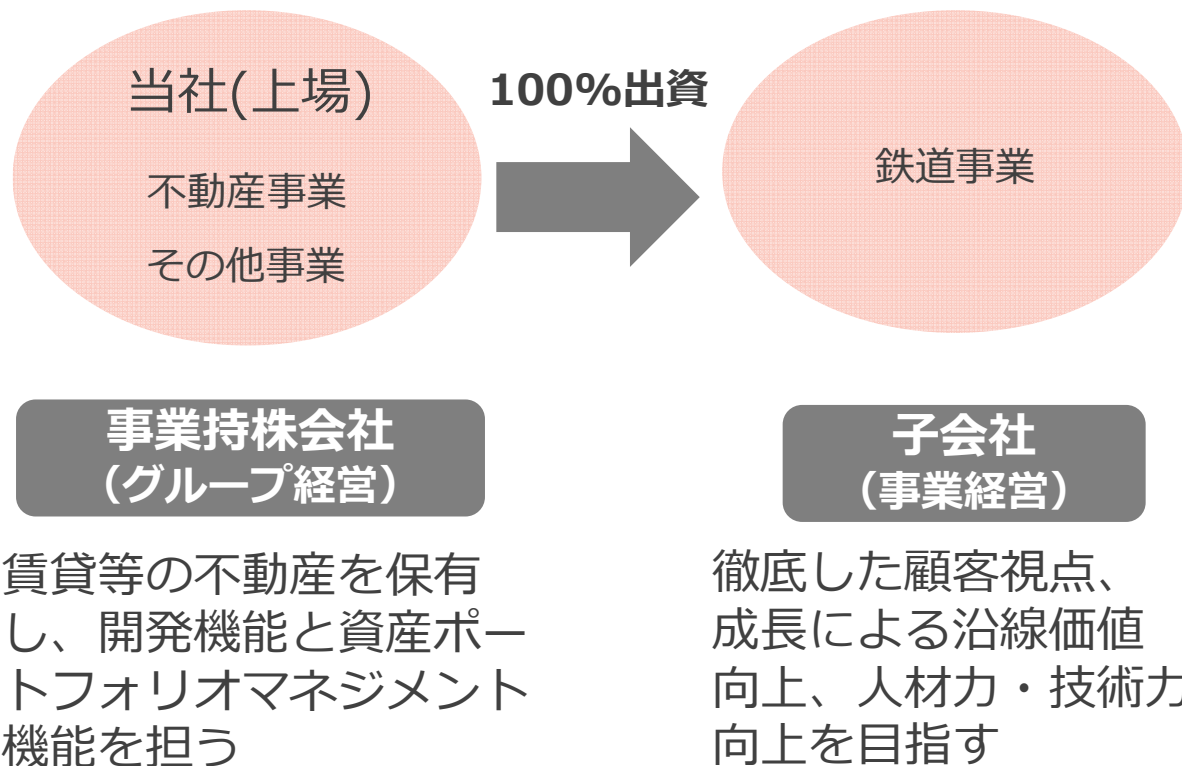 当社(上場)
不動産事業
その他事業
100%出資
鉄道事業
事業持株会社
（グループ経営）
賃貸等の不動産を保有
し、開発機能と資産ポー
トフォリオマネジメント
機能を担う
子会社
（事業経営）
徹底した顧客視点、
成長による沿線価値
向上、人材力・技術力
向上を目指す